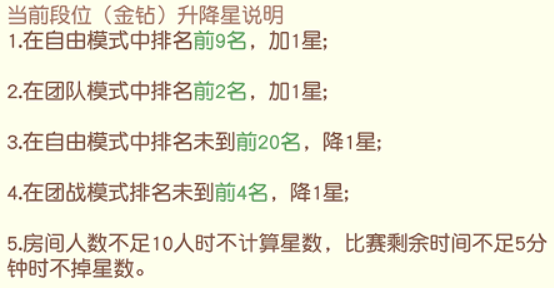 当前段位（金钻）升降星说明
1.在自由模式中排名前9名，加1星;
2.在团队模式中排名前2名，加1星;
3.在自由模式中排名未到前20名，降1星;
4.在团战模式排名未到前4名，降1星;
5.房间人数不足10人时不计算星数，比赛剩余时间不足5分
钟时不掉星数。